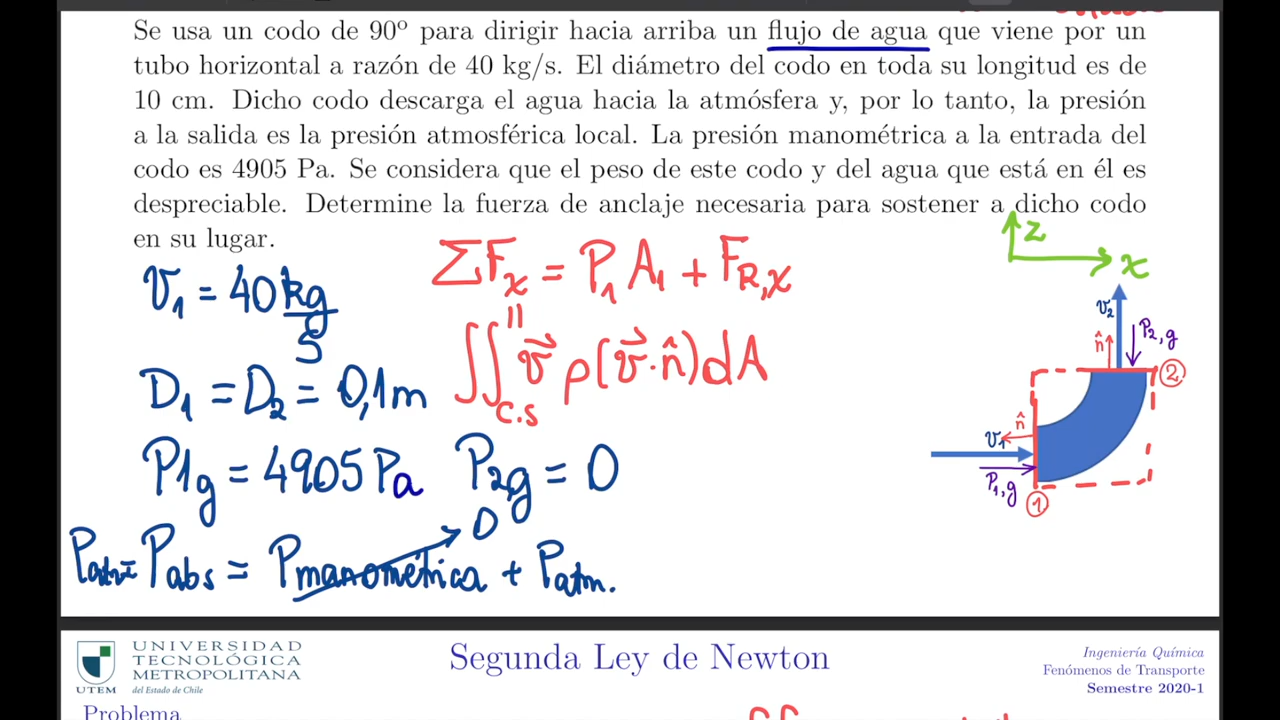 Se usa un codo de 90º para dirigir hacia arriba un flujo de agua que viene por un
tubo horizontal a razón de 40 kg/s. El diámetro del codo en toda su longitud es de
10 cm. Dicho codo descarga el agua hacia la atmósfera y, por lo tanto, la presión
a la salida es la presión atmosférica local. La presión manométrica a la entrada del
codo es 4905 Pa. Se considera que el peso de este codo y del agua que está en él es
despreciable. Determine la fuerza de anclaje necesaria para sostener a dicho codo
en su lugar.
v₁ = 40 kg/s
ΣFₓ = P₁A₁ + F_R,x
=
∬_C.S v⃗ ρ(v⃗·n̂)dA
D₁ = D₂ = 0,1m
P1g = 4905 Pa P₂,g = 0
Patm = Pabs = Pmanométrica + Patm.
0
z
x
v₂
P₂,g
n̂
②
n̂
v₁
P₁,g
①
UNIVERSIDAD
TECNOLÓGICA
METROPOLITANA
del Estado de Chile
UTEM
Segunda Ley de Newton
Ingeniería Química
Fenómenos de Transporte
Semestre 2020-1
Problema